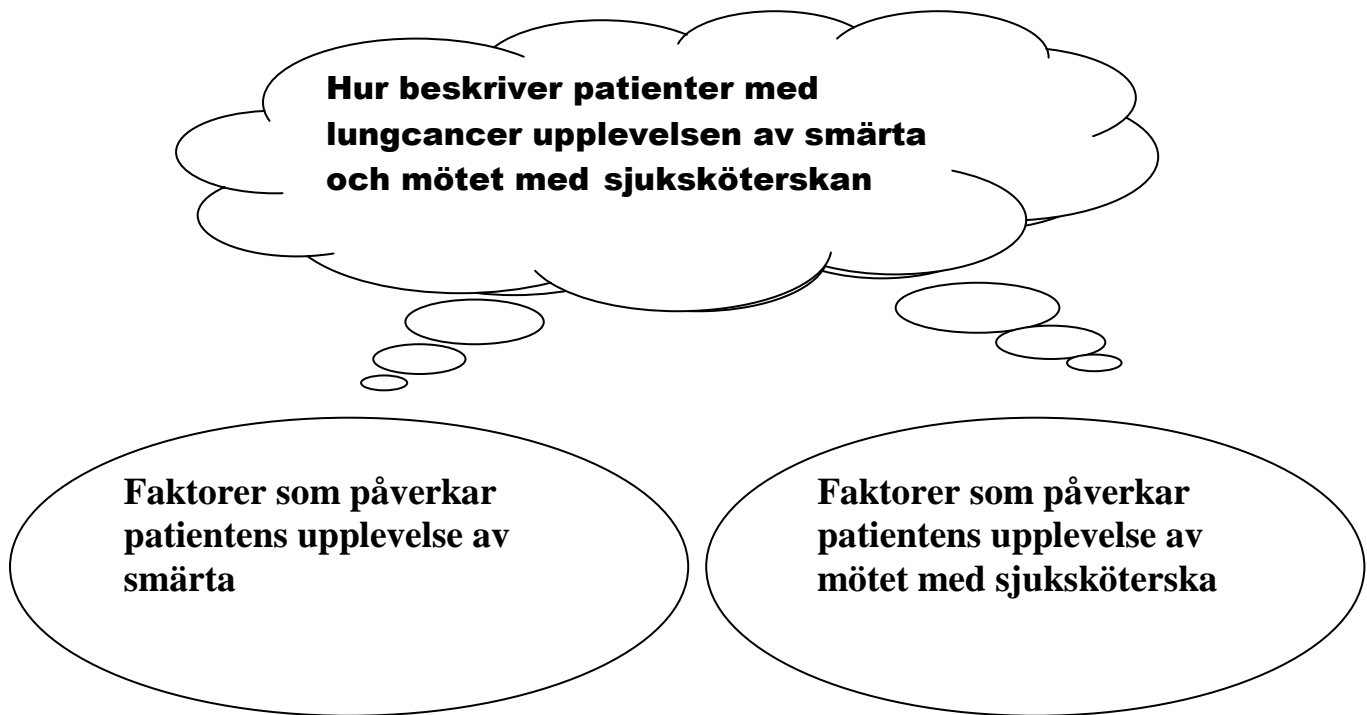 Hur beskriver patienter med
lungcancer upplevelsen av smärta
och mötet med sjuksköterskan
Faktorer som påverkar
patientens upplevelse av
smärta
Faktorer som påverkar
patientens upplevelse av
mötet med sjuksköterska